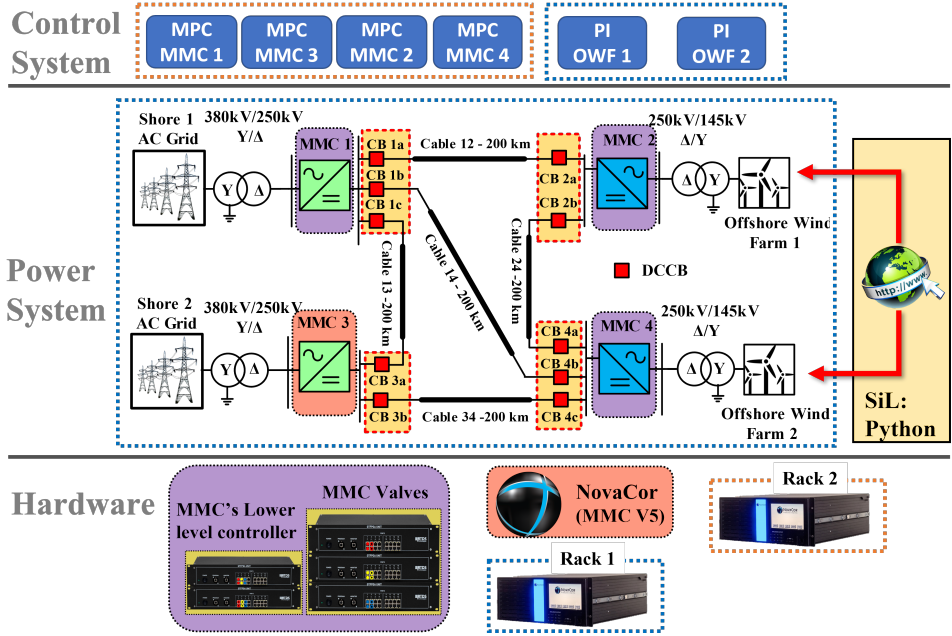 Control
System
MPC
MMC 1
MPC
MMC 3
MPC
MMC 2
MPC
MMC 4
PI
OWF 1
PI
OWF 2
Power
System
Shore 1
AC Grid
380kV/250kV
Y/Δ
Y Δ
MMC 1
CB 1a
CB 1b
CB 1c
Cable 12 - 200 km
Cable 13 -200 km
Cable 14 - 200 km
Cable 24 -200 km
CB 2a
CB 2b
MMC 2
250kV/145kV
Δ/Y
Δ Y
Offshore Wind
Farm 1
DCCB
Shore 2
AC Grid
380kV/250kV
Y/Δ
Y Δ
MMC 3
CB 3a
CB 3b
Cable 34 -200 km
CB 4a
CB 4b
CB 4c
MMC 4
250kV/145kV
Δ/Y
Δ Y
Offshore Wind
Farm 2
http://www.
SiL:
Python
Hardware
MMC's Lower
level controller
MMC Valves
NovaCor
(MMC V5)
Rack 1
Rack 2
NovaCor
NovaCor